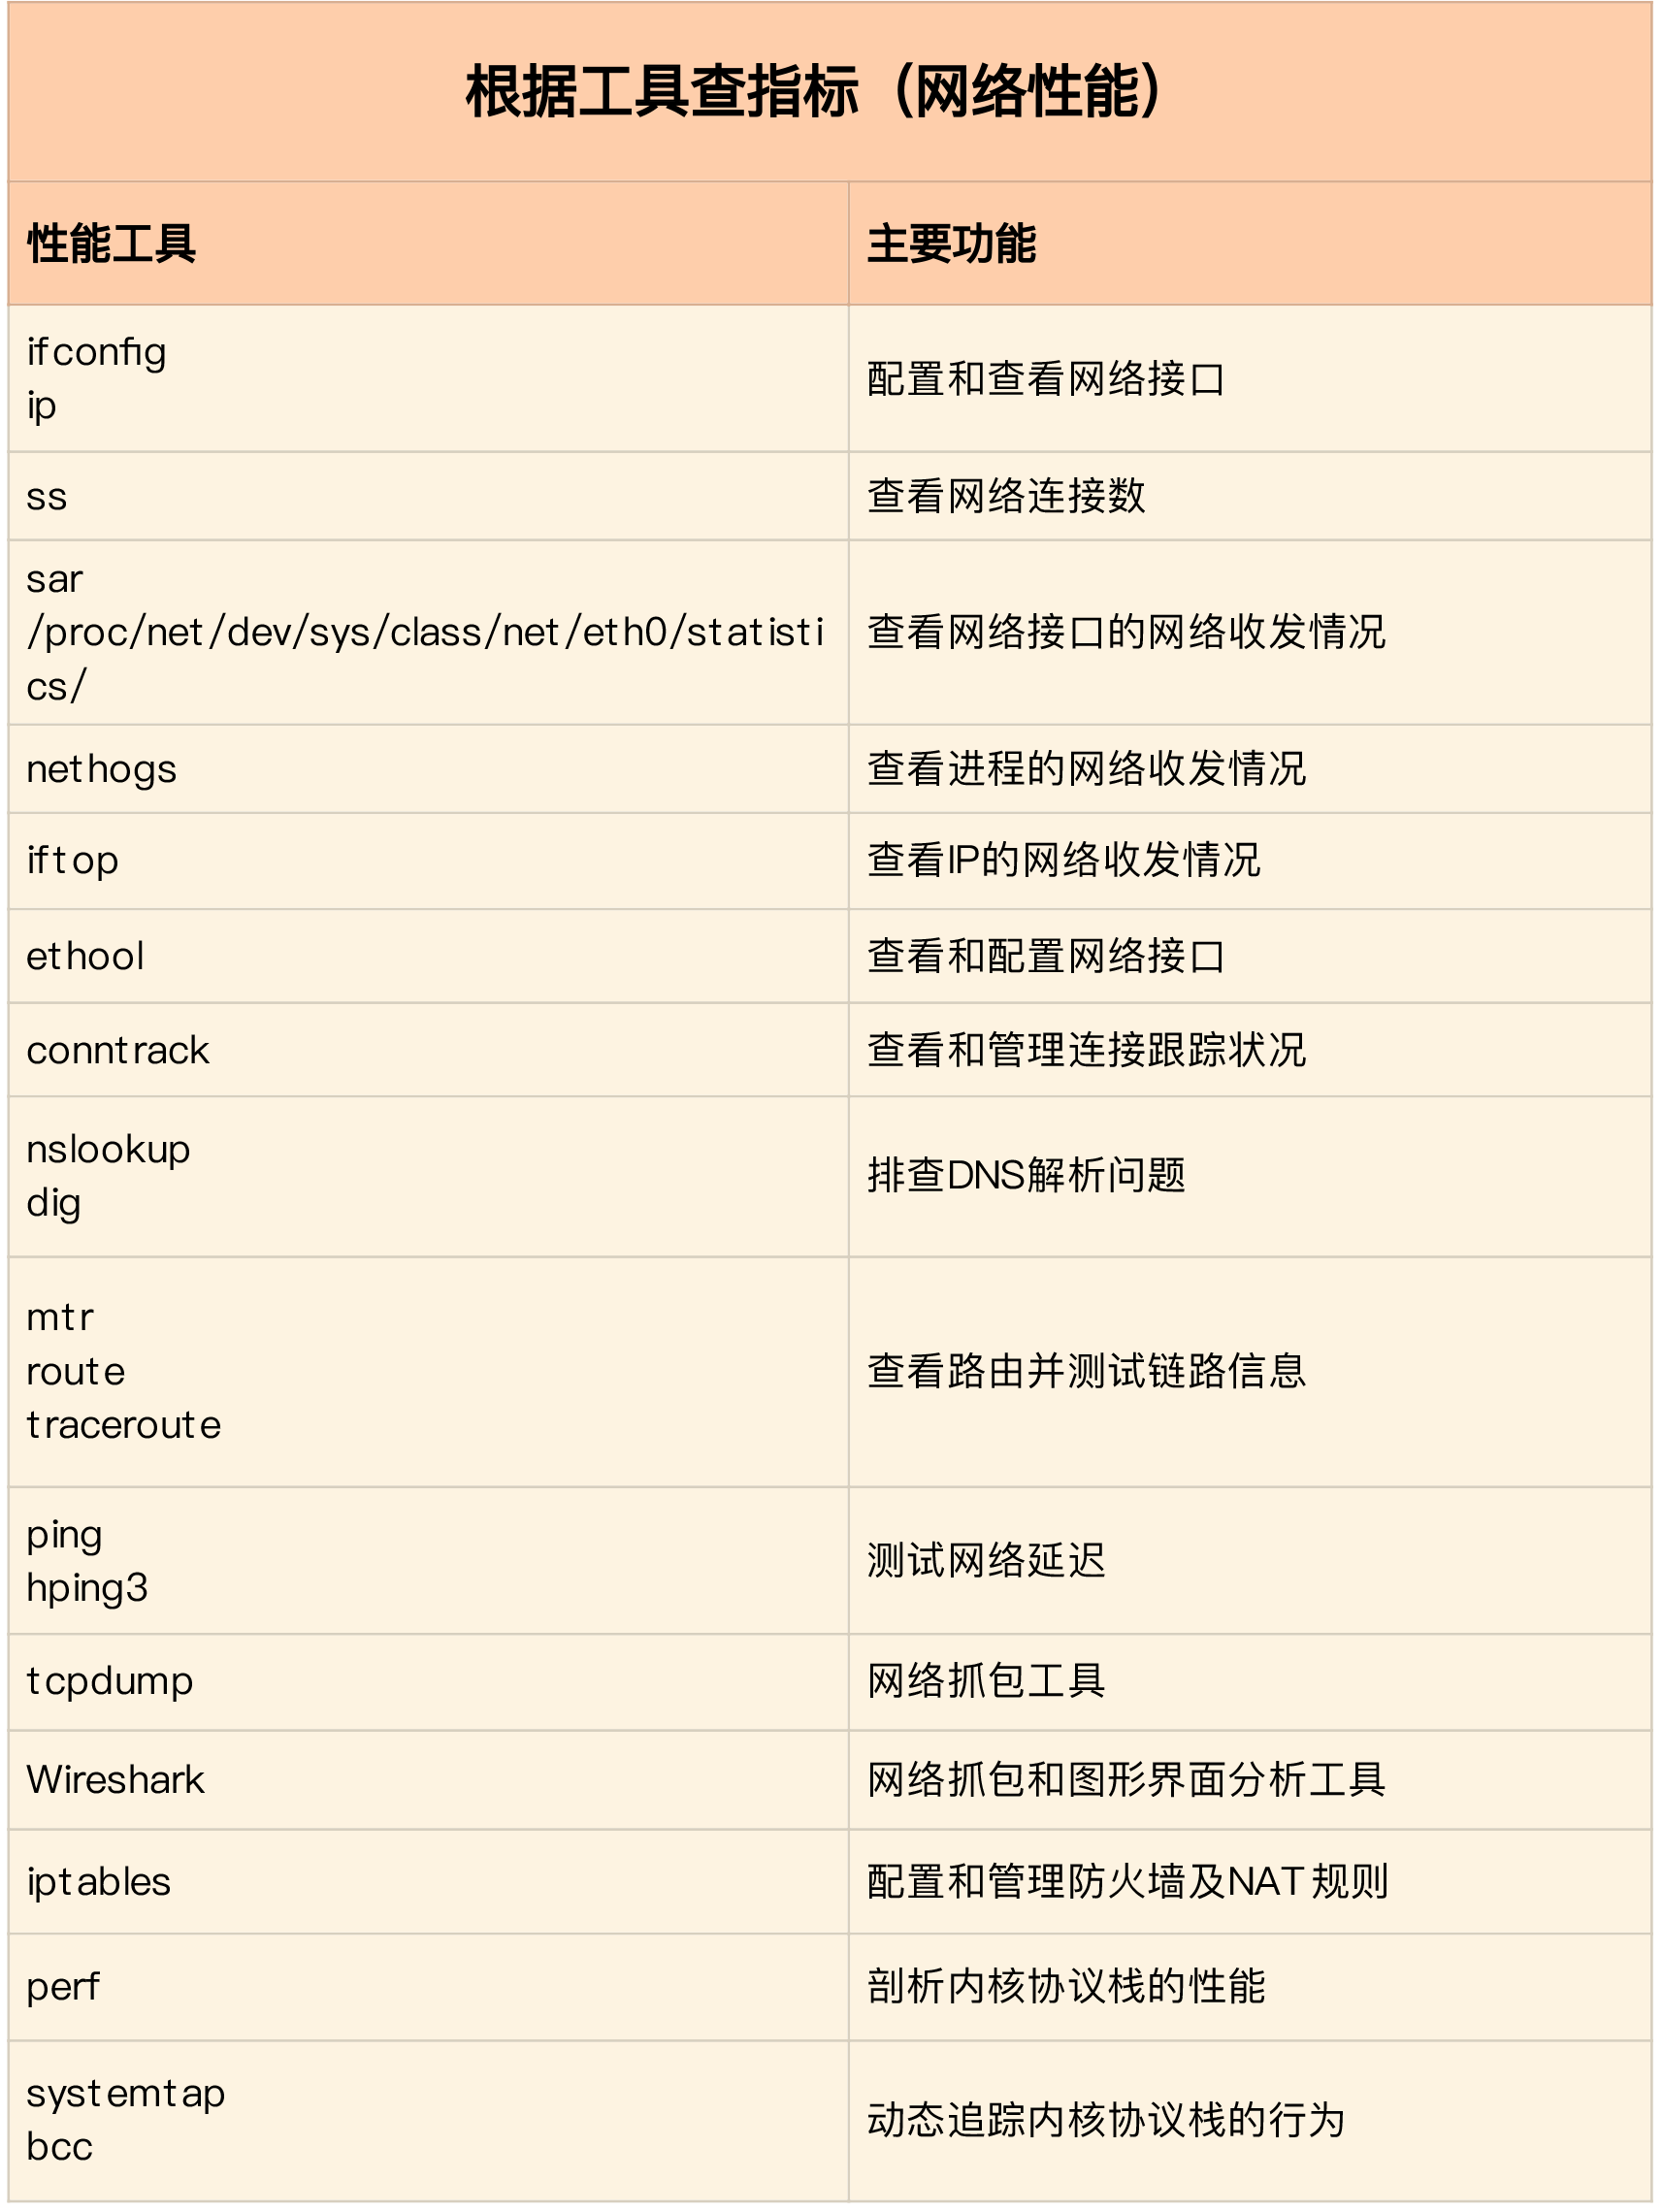 根据工具查指标（网络性能）
性能工具
主要功能
ifconfig
ip
配置和查看网络接口
ss
查看网络连接数
sar
/proc/net/dev/sys/class/net/eth0/statisti
cs/
查看网络接口的网络收发情况
nethogs
查看进程的网络收发情况
iftop
查看IP的网络收发情况
ethool
查看和配置网络接口
conntrack
查看和管理连接跟踪状况
nslookup
dig
排查DNS解析问题
mtr
route
traceroute
查看路由并测试链路信息
ping
hping3
测试网络延迟
tcpdump
网络抓包工具
Wireshark
网络抓包和图形界面分析工具
iptables
配置和管理防火墙及NAT规则
perf
剖析内核协议栈的性能
systemtap
bcc
动态追踪内核协议栈的行为